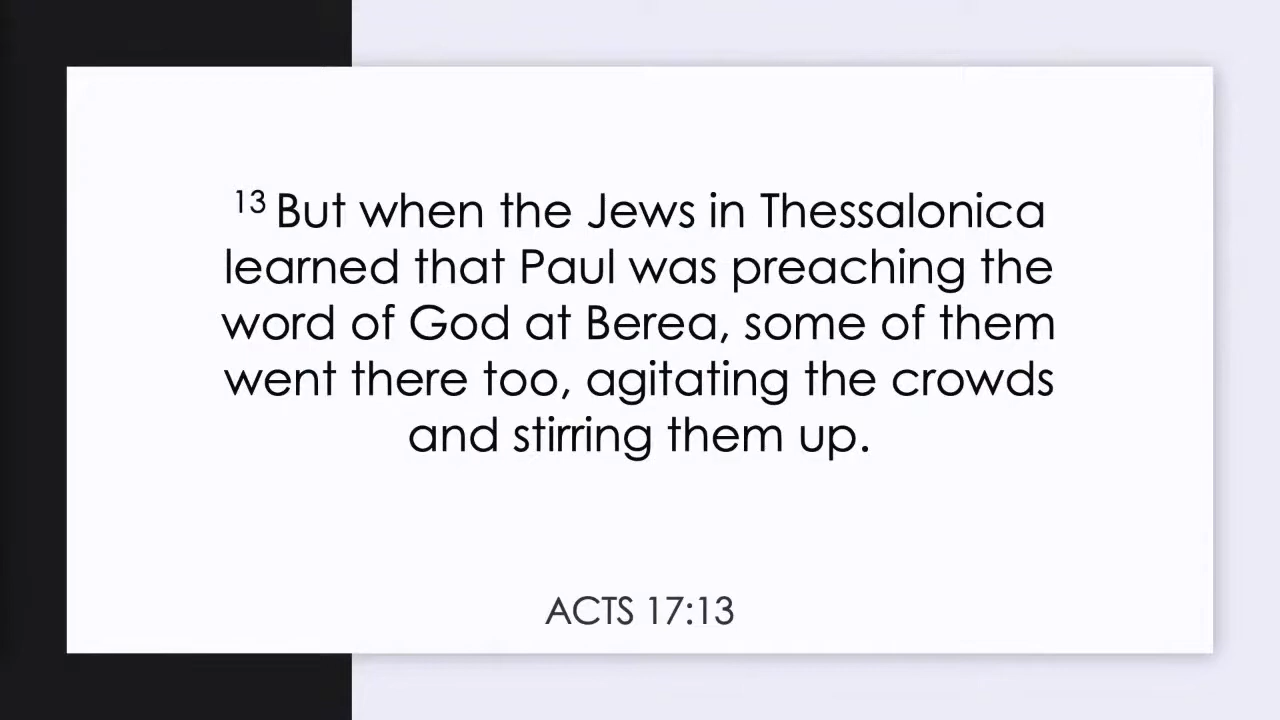 13 But when the Jews in Thessalonica
learned that Paul was preaching the
word of God at Berea, some of them
went there too, agitating the crowds
and stirring them up.
ACTS 17:13